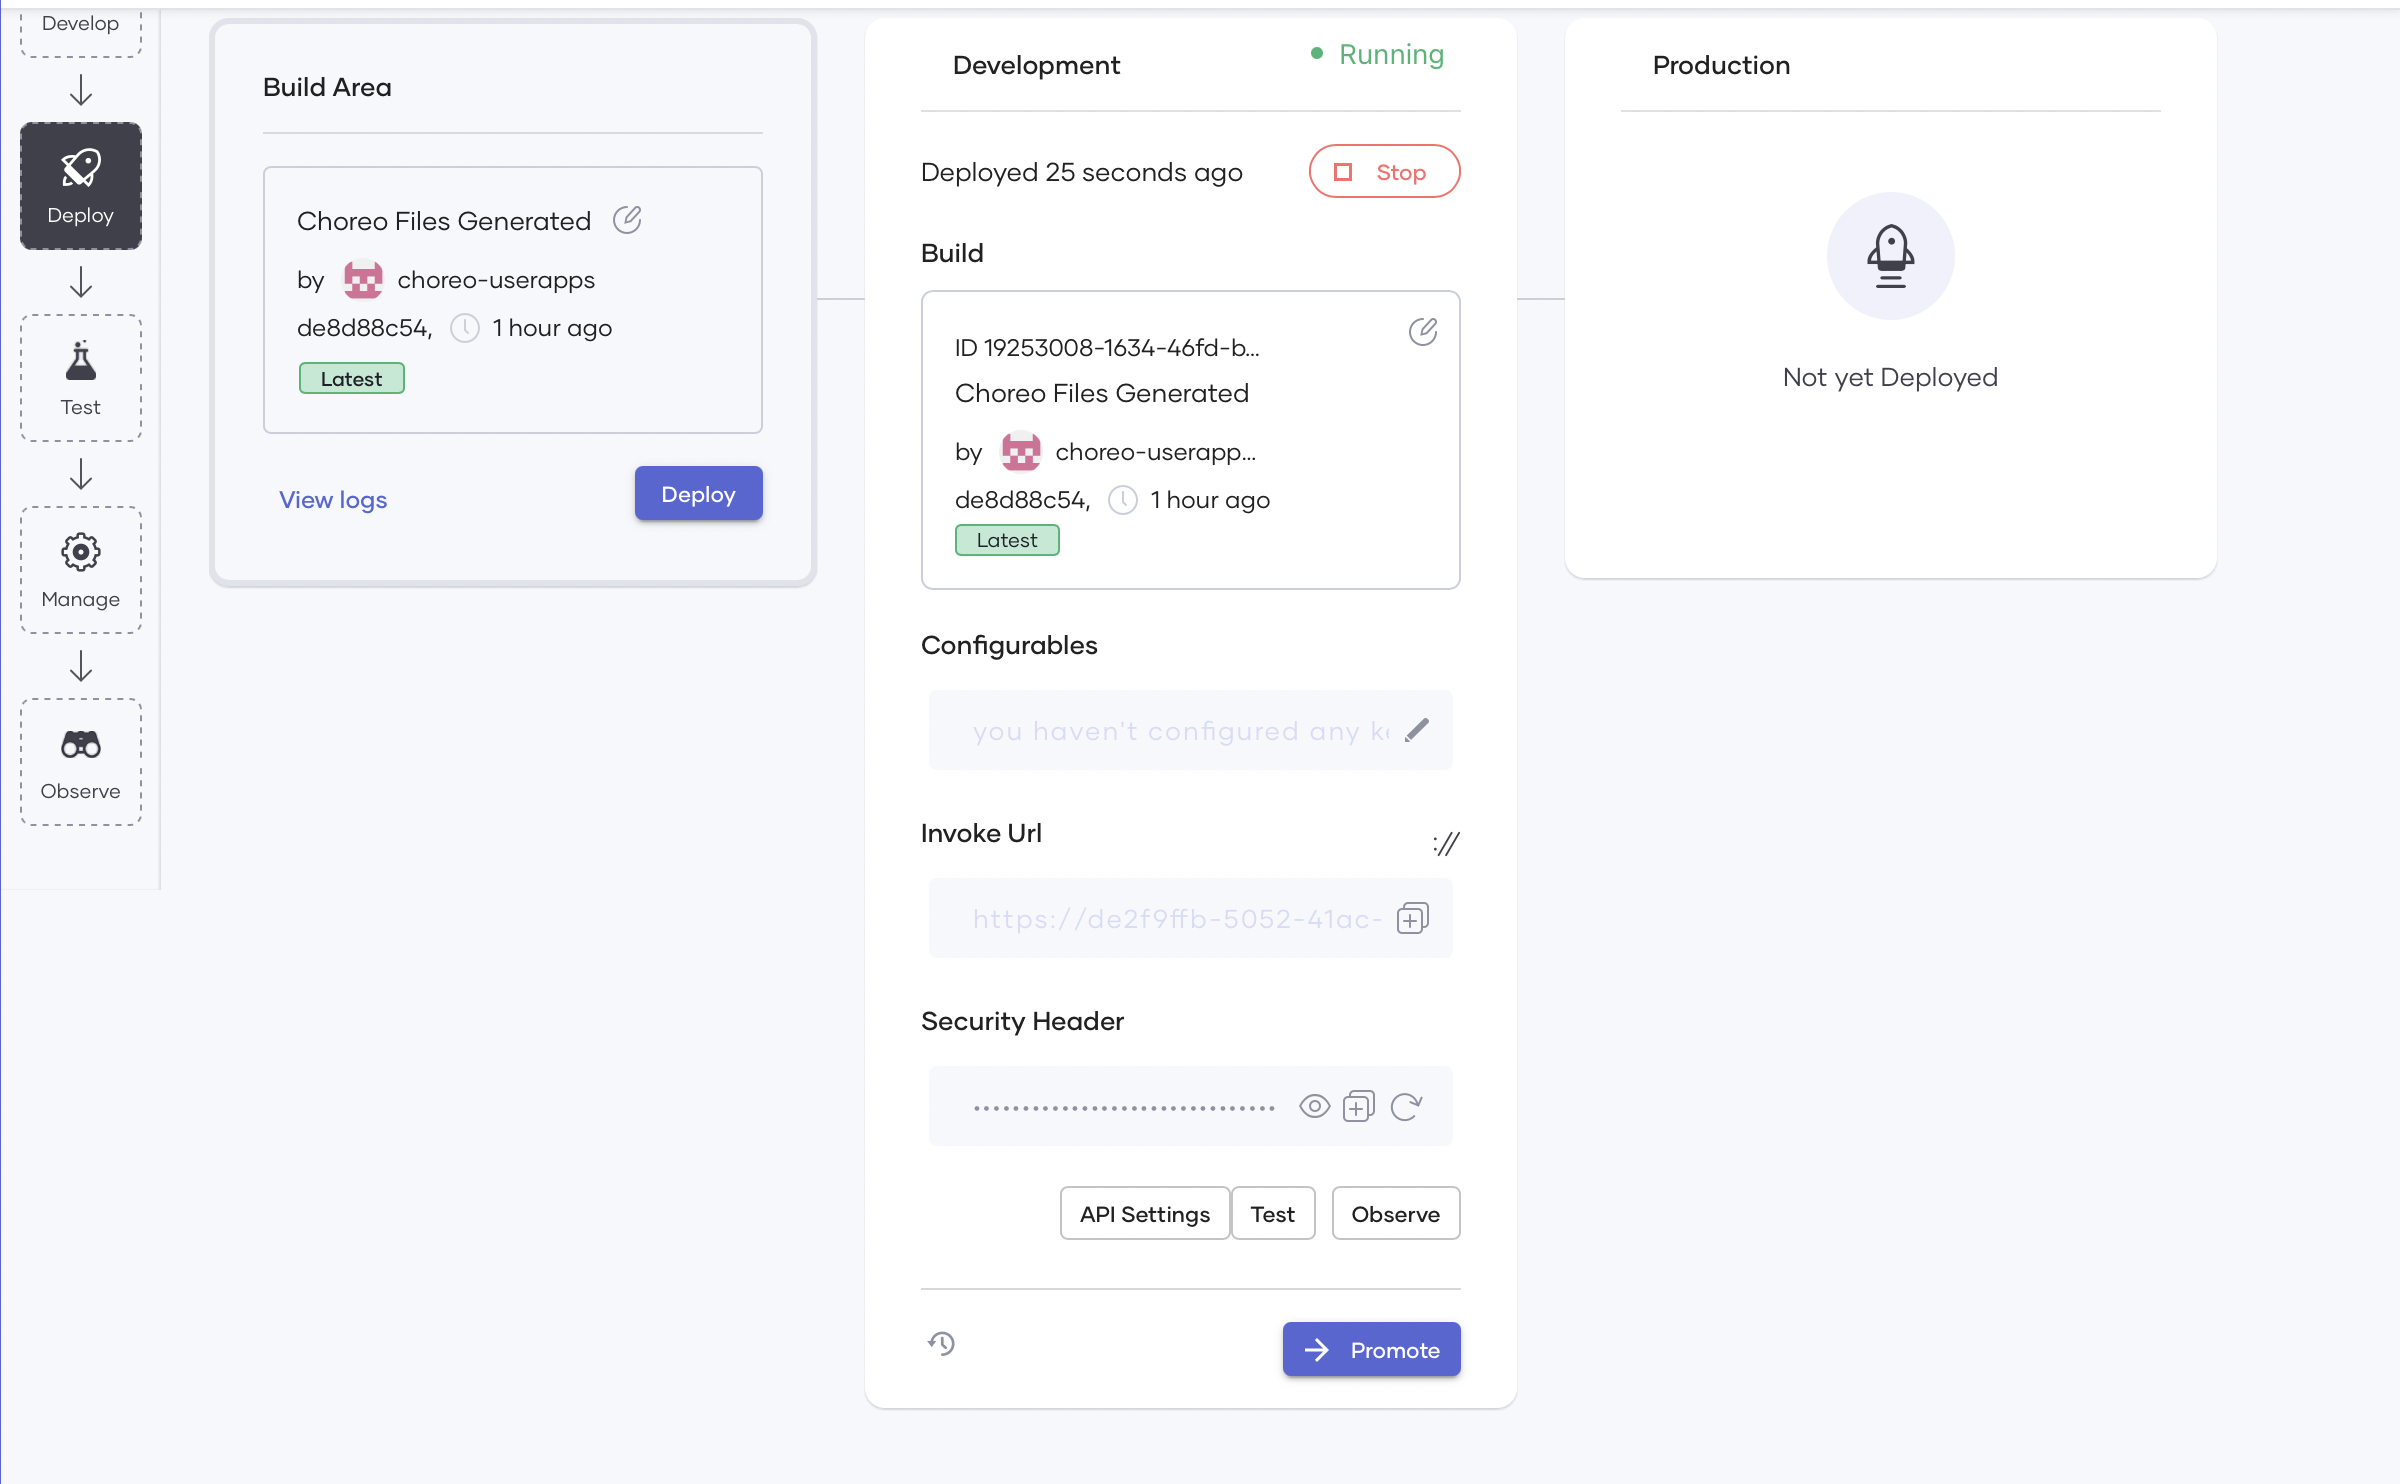 Develop
Deploy
Test
Manage
Observe
Build Area
Choreo Files Generated
by choreo-userapps
de8d88c54, 1 hour ago
Latest
View logs
Deploy
Development
Running
Deployed 25 seconds ago
Stop
Build
ID 19253008-1634-46fd-b...
Choreo Files Generated
by choreo-userapp...
de8d88c54, 1 hour ago
Latest
Configurables
you haven't configured any
Invoke Url
://
https://de2f9ffb-5052-41ac-
Security Header
API Settings
Test
Observe
Promote
Production
Not yet Deployed